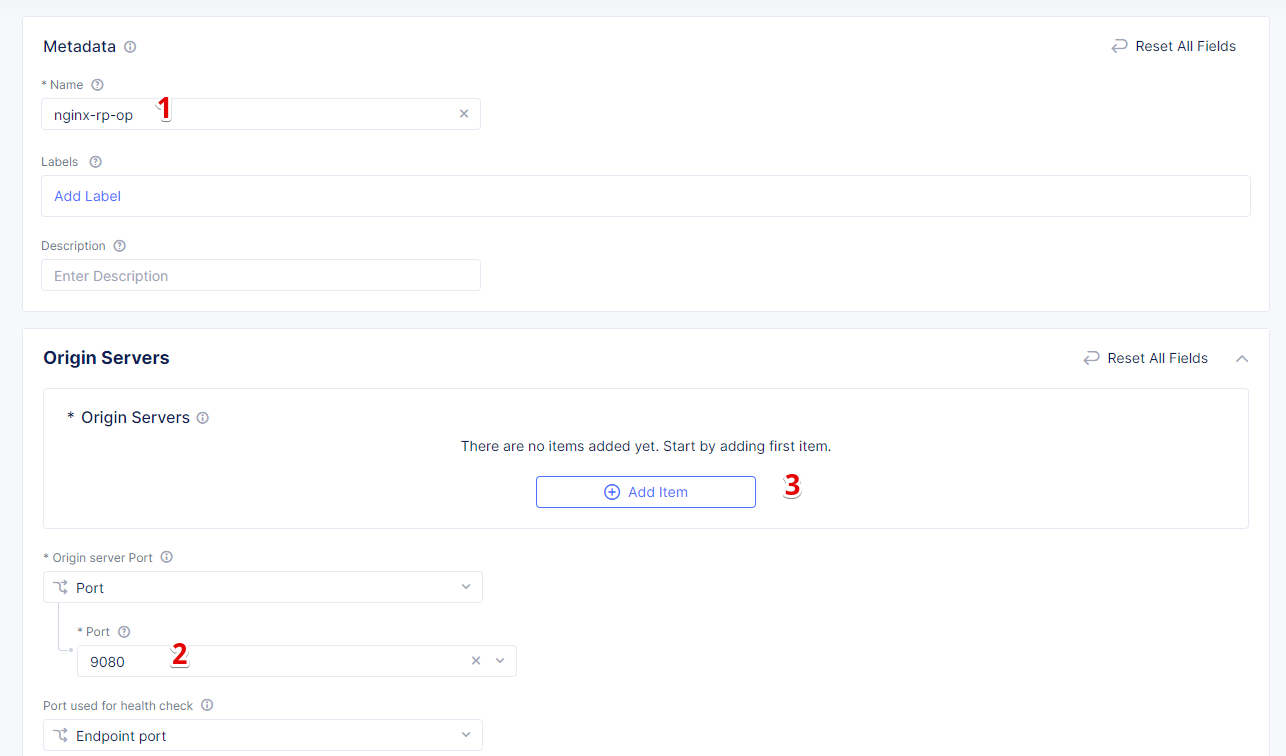 Metadata
Reset All Fields
* Name
nginx-rp-op
1
Labels
Add Label
Description
Enter Description
Origin Servers
Reset All Fields
* Origin Servers
There are no items added yet. Start by adding first item.
Add Item
3
* Origin server Port
Port
* Port
9080
2
Port used for health check
Endpoint port